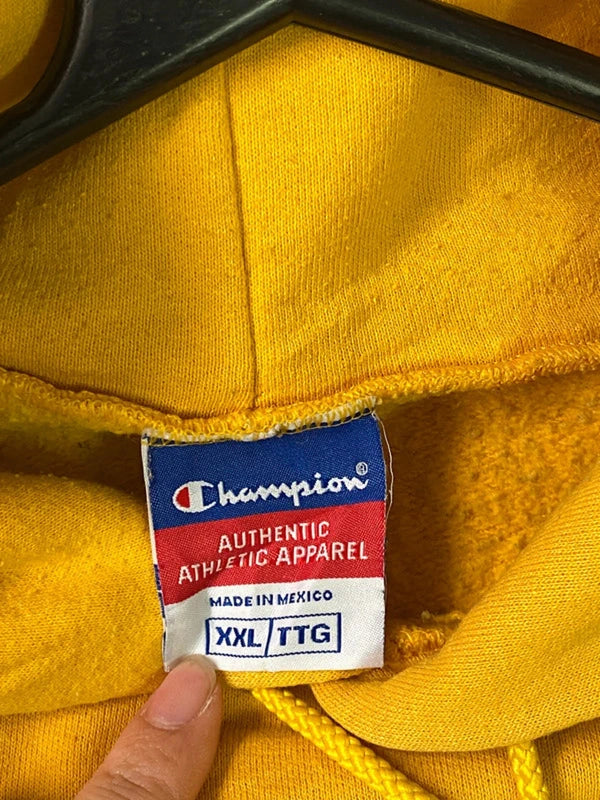 Champion®
AUTHENTIC
ATHLETIC APPAREL
MADE IN MEXICO
XXL/TTG